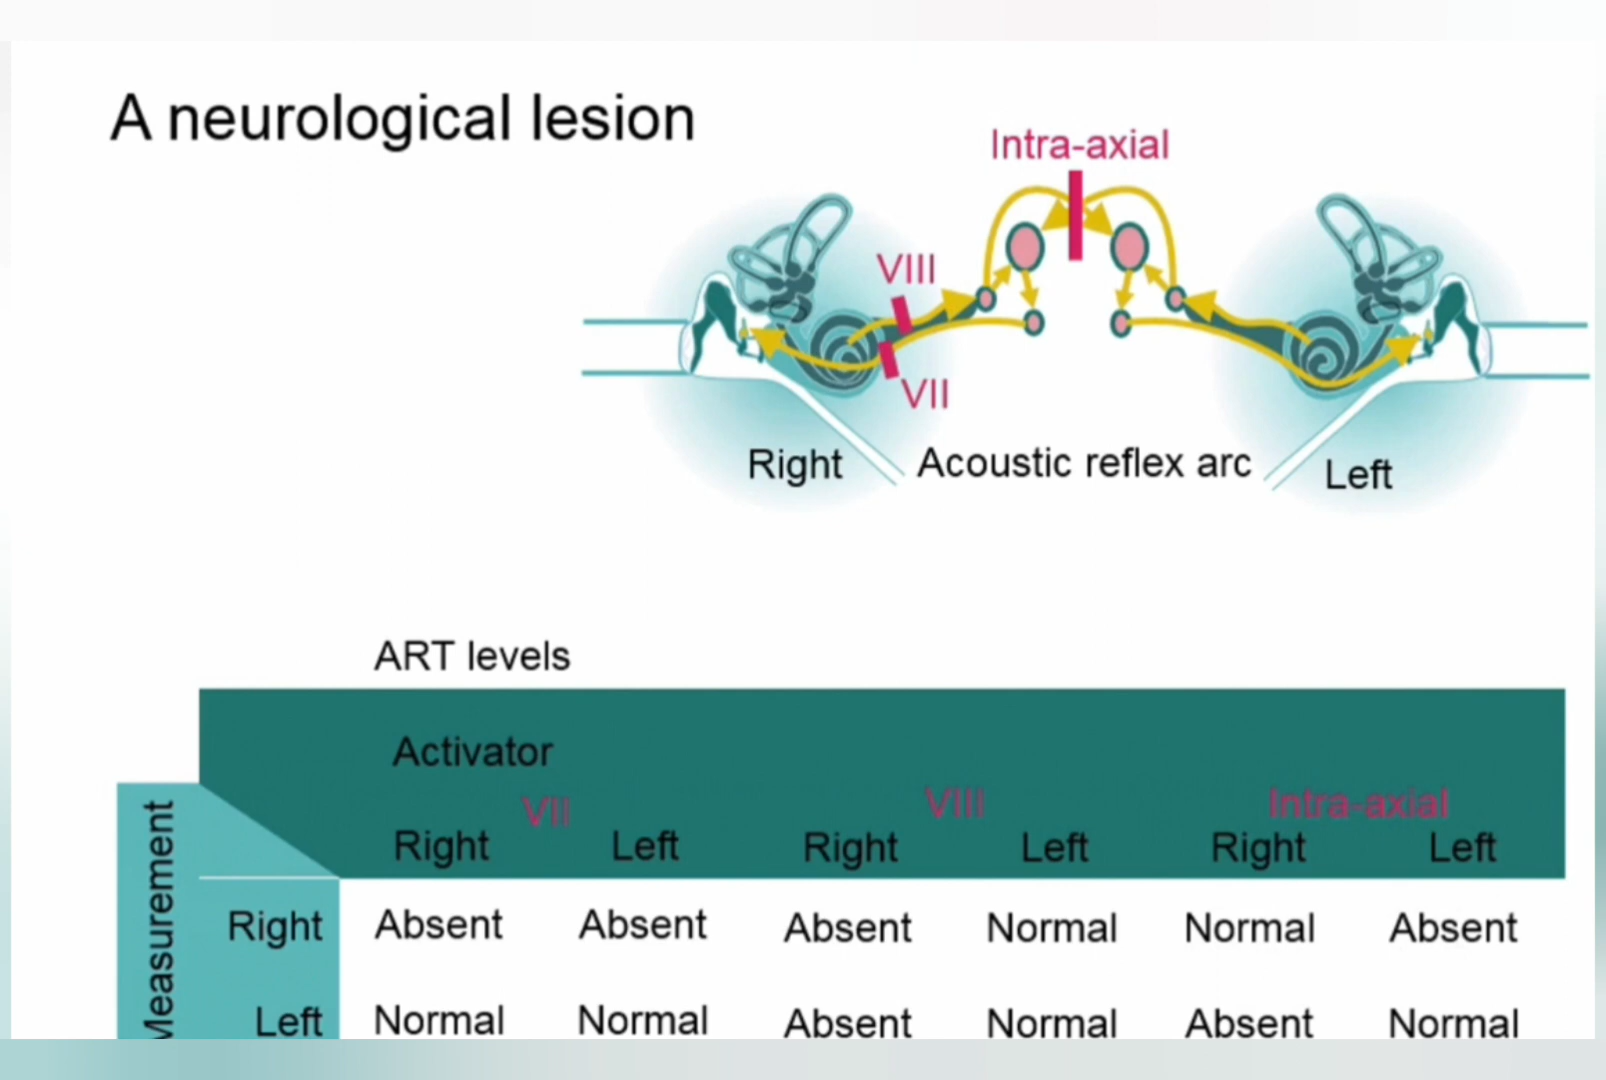 A neurological lesion
Intra-axial
VIII
VII
Right
Acoustic reflex arc
Left
ART levels
Activator
VII VIII Intra-axial
Right Left Right Left Right Left
Measurement
Right Absent Absent Absent Normal Normal Absent
Left Normal Normal Absent Normal Absent Normal